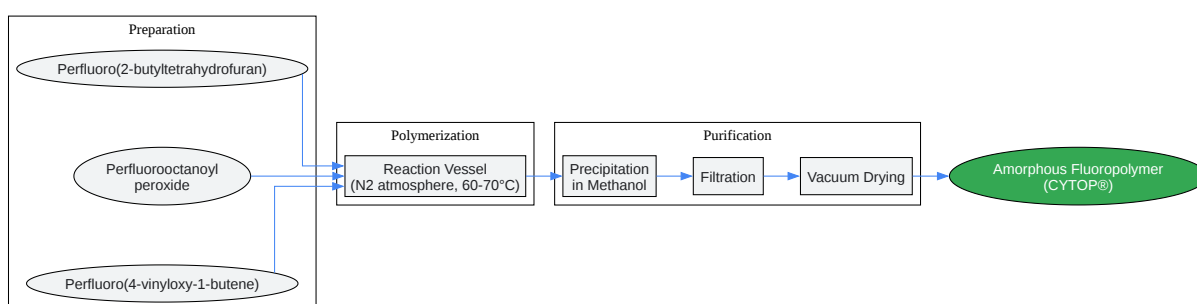 Preparation
Perfluoro(2-butyltetrahydrofuran)
Perfluorooctanoyl
peroxide
Perfluoro(4-vinyloxy-1-butene)
Polymerization
Reaction Vessel
(N2 atmosphere, 60-70°C)
Purification
Precipitation
in Methanol
Filtration
Vacuum Drying
Amorphous Fluoropolymer
(CYTOP®)